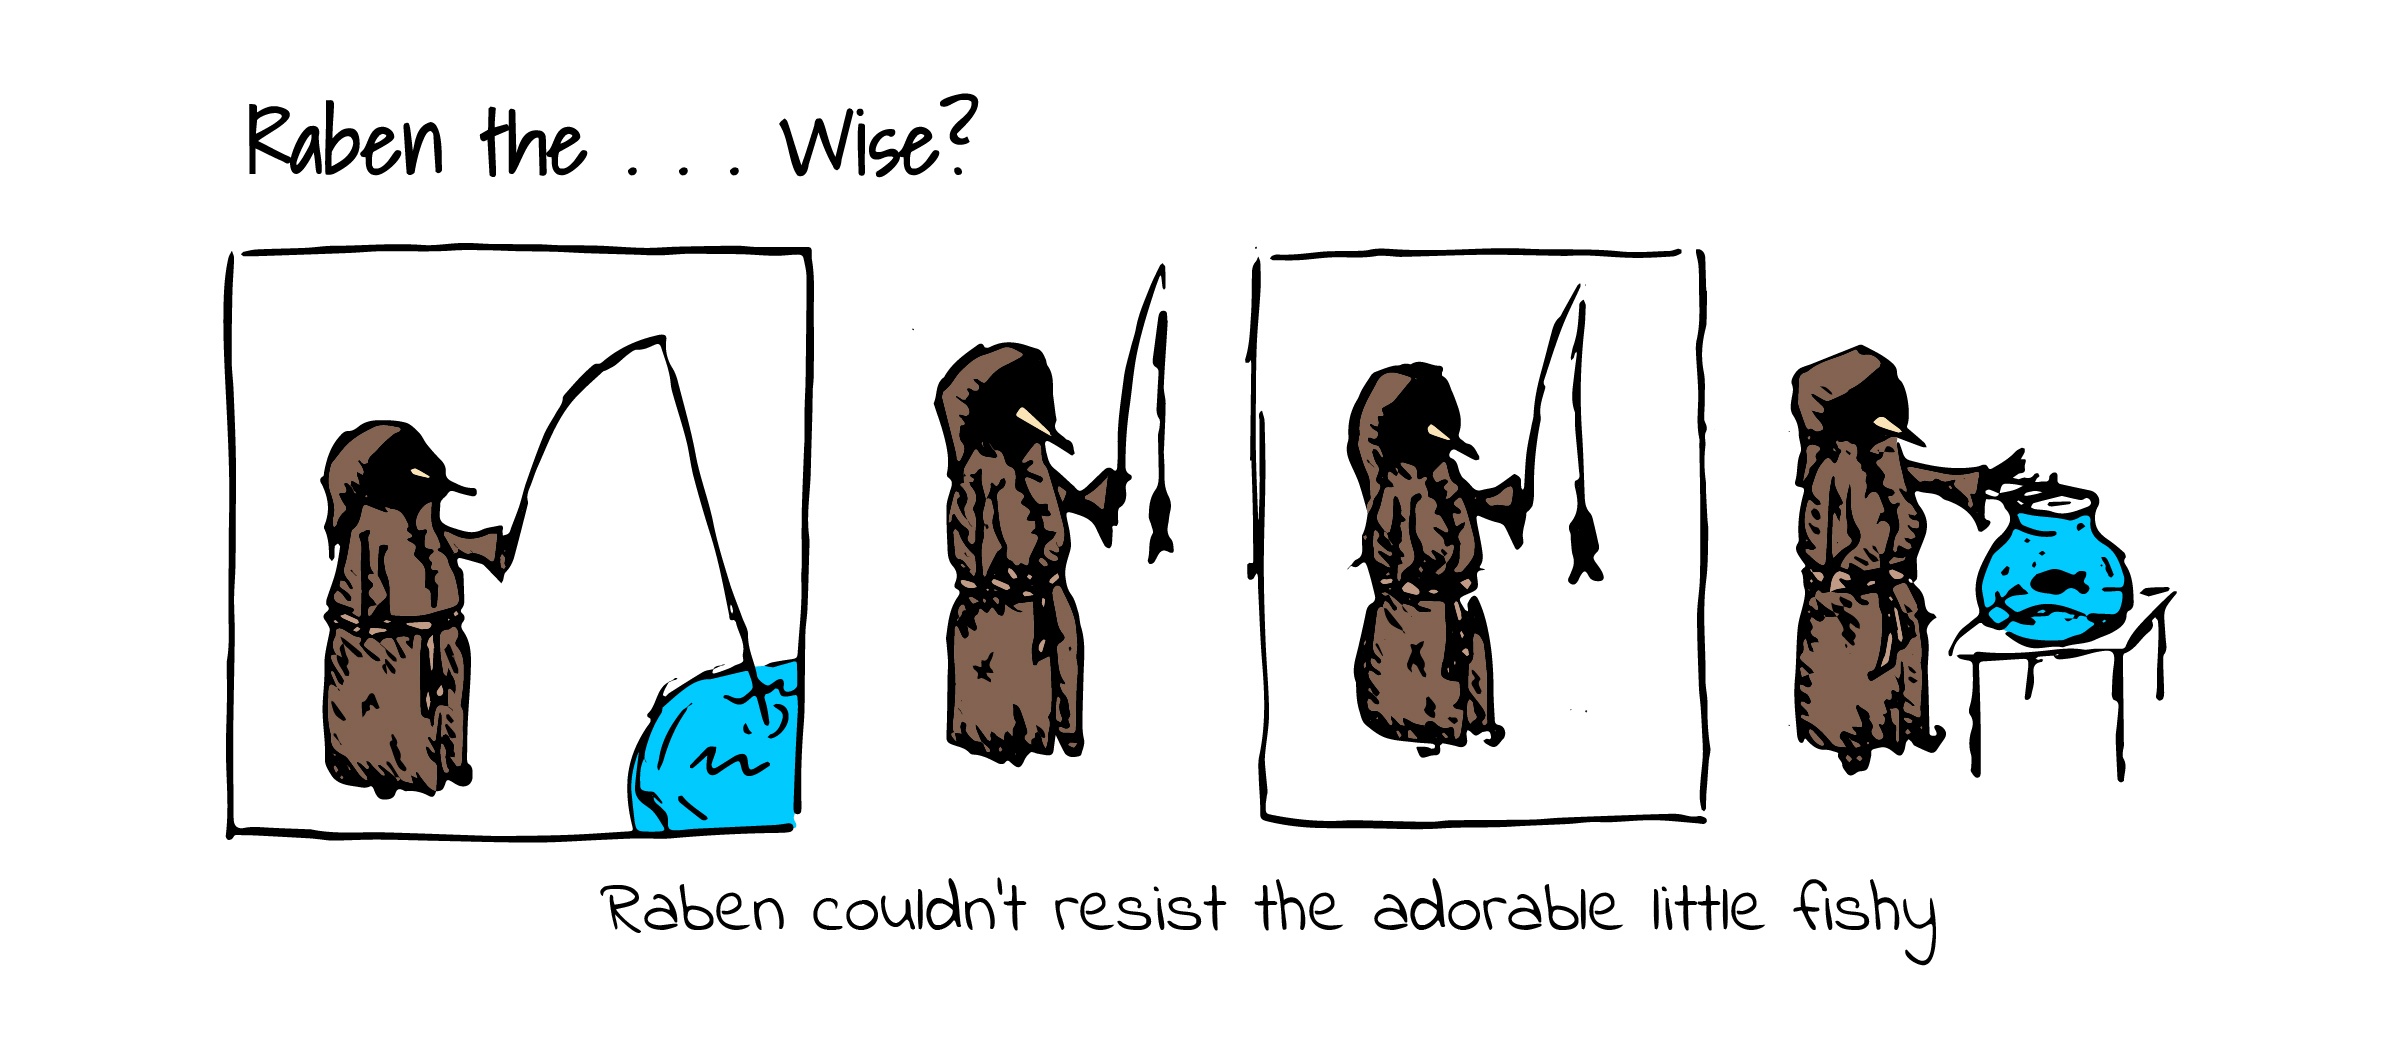 Raben the . . . Wise?
Raben couldn't resist the adorable little fishy